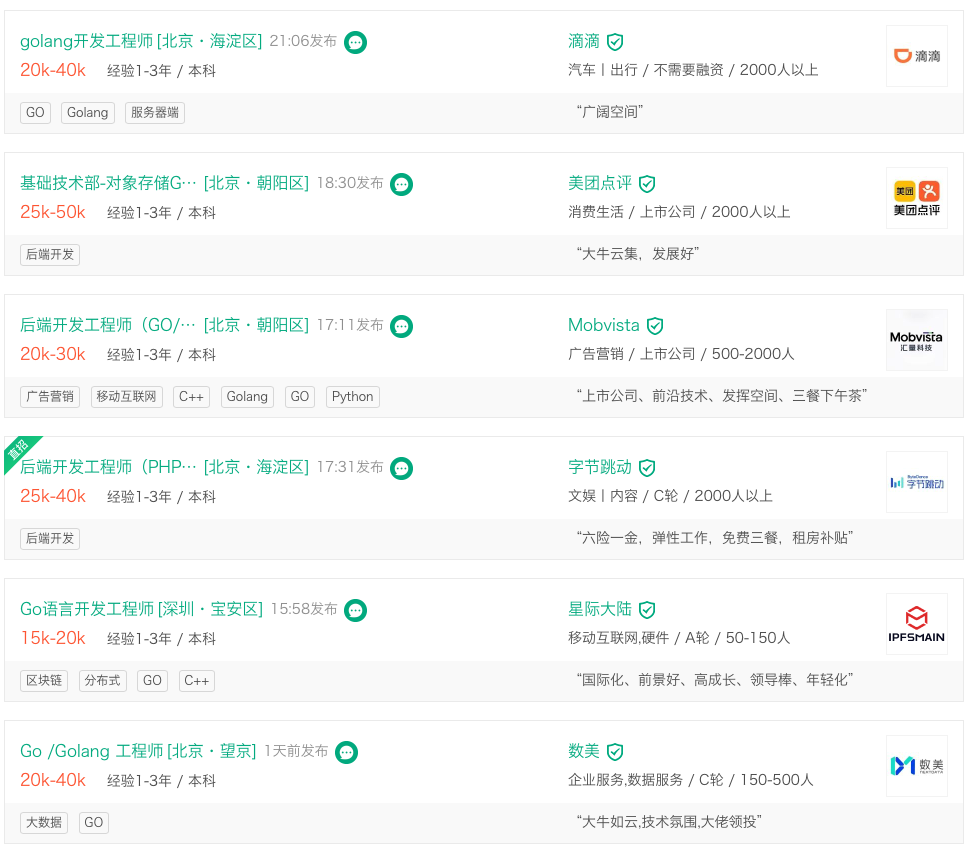 golang开发工程师 [北京·海淀区] 21:06发布
滴滴
20k-40k 经验1-3年 / 本科
汽车丨出行 / 不需要融资 / 2000人以上
滴滴
GO Golang 服务器端
“广阔空间”
基础技术部-对象存储G··· [北京·朝阳区] 18:30发布
美团点评
25k-50k 经验1-3年 / 本科
消费生活 / 上市公司 / 2000人以上
美团
美团点评
后端开发
“大牛云集，发展好”
后端开发工程师（GO/··· [北京·朝阳区] 17:11发布
Mobvista
20k-30k 经验1-3年 / 本科
广告营销 / 上市公司 / 500-2000人
Mobvista
汇量科技
广告营销 移动互联网 C++ Golang GO Python
“上市公司、前沿技术、发挥空间、三餐下午茶”
直招
后端开发工程师（PHP··· [北京·海淀区] 17:31发布
字节跳动
25k-40k 经验1-3年 / 本科
文娱丨内容 / C轮 / 2000人以上
ByteDance
字节跳动
后端开发
“六险一金，弹性工作，免费三餐，租房补贴”
Go语言开发工程师 [深圳·宝安区] 15:58发布
星际大陆
15k-20k 经验1-3年 / 本科
移动互联网,硬件 / A轮 / 50-150人
IPFSMAIN
区块链 分布式 GO C++
“国际化、前景好、高成长、领导棒、年轻化”
Go /Golang 工程师 [北京·望京] 1天前发布
数美
20k-40k 经验1-3年 / 本科
企业服务,数据服务 / C轮 / 150-500人
数美
NEXTDATA
大数据 GO
“大牛如云,技术氛围,大佬领投”